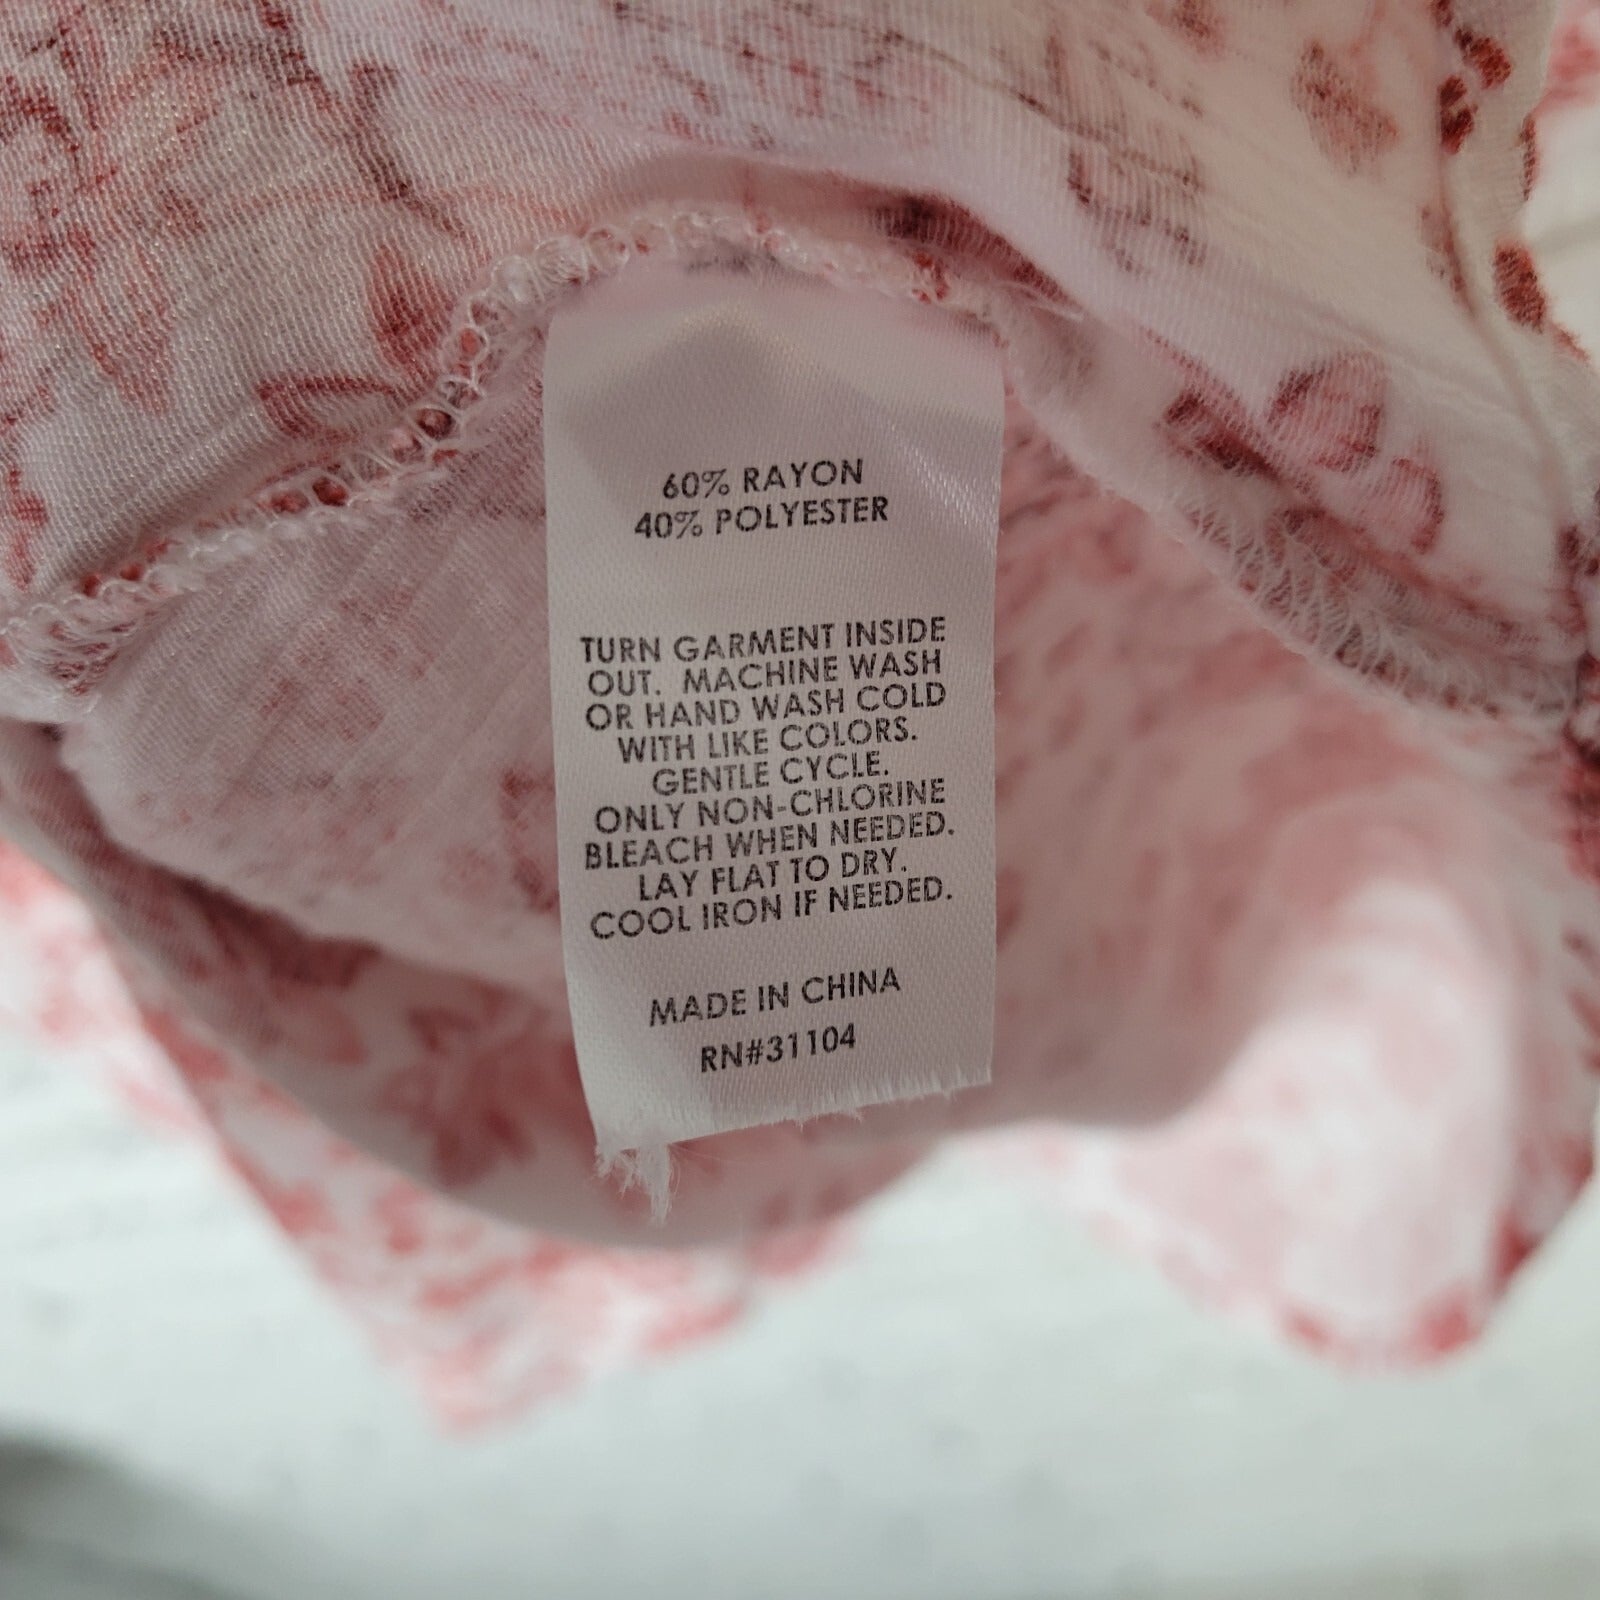 60% RAYON
40% POLYESTER
TURN GARMENT INSIDE
OUT. MACHINE WASH
OR HAND WASH COLD
WITH LIKE COLORS.
GENTLE CYCLE.
ONLY NON-CHLORINE
BLEACH WHEN NEEDED.
LAY FLAT TO DRY.
COOL IRON IF NEEDED.
MADE IN CHINA
RN#31104